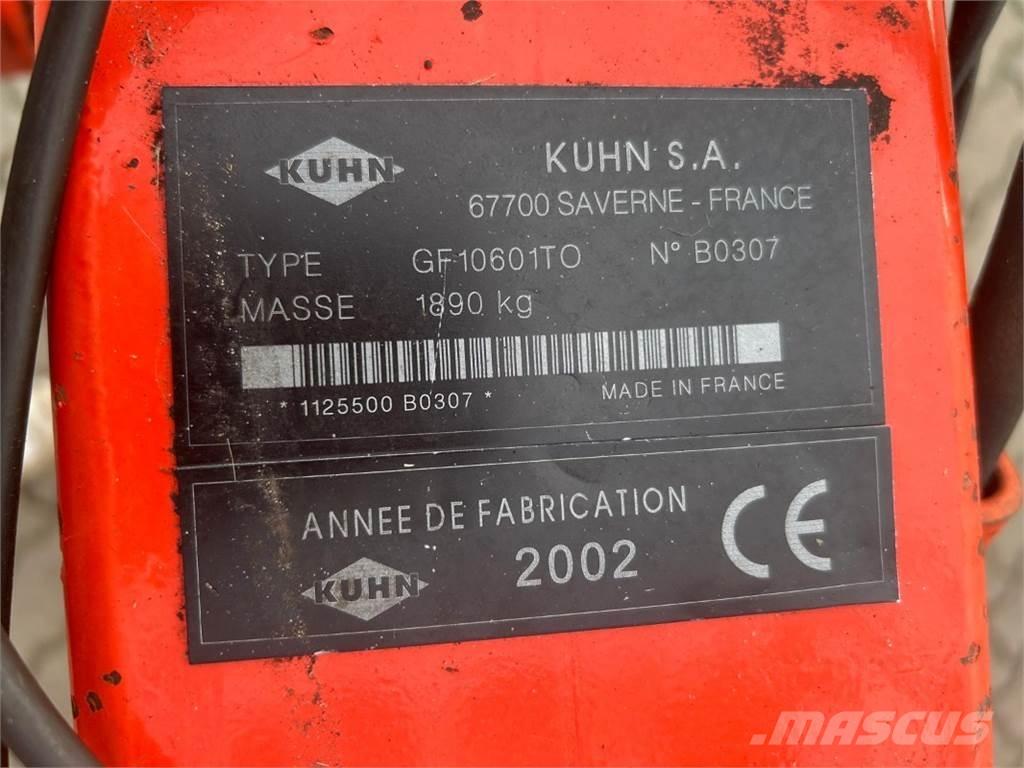 KUHN
KUHN S.A.
67700 SAVERNE - FRANCE
TYPE GF10601TO N° B0307
MASSE 1890 kg
* 1125500 B0307 * MADE IN FRANCE
ANNEE DE FABRICATION
2002
CE
KUHN
MASCUS